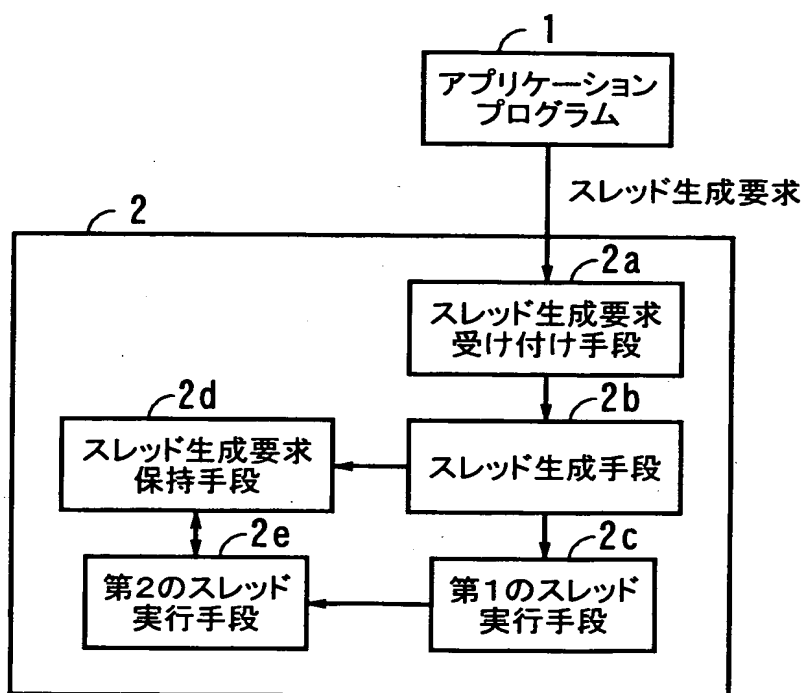 1
アプリケーション
プログラム
スレッド生成要求
2
2a
スレッド生成要求
受け付け手段
2b
スレッド生成手段
2d
スレッド生成要求
保持手段
2c
第1のスレッド
実行手段
2e
第2のスレッド
実行手段